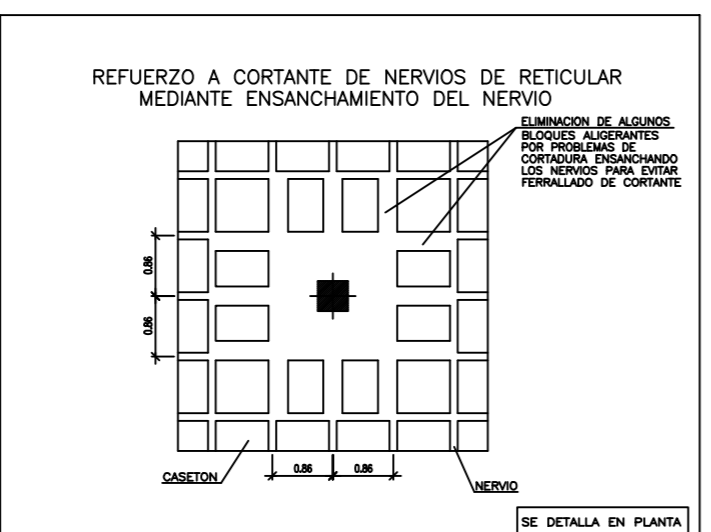 REFUERZO A CORTANTE DE NERVIOS DE RETICULAR
MEDIANTE ENSANCHAMIENTO DEL NERVIO
ELIMINACION DE ALGUNOS
BLOQUES ALIGERANTES
POR PROBLEMAS DE
CORTADURA ENSANCHANDO
LOS NERVIOS PARA EVITAR
FERRALLADO DE CORTANTE
0.86
0.86
CASETON
0.86
0.86
NERVIO
SE DETALLA EN PLANTA